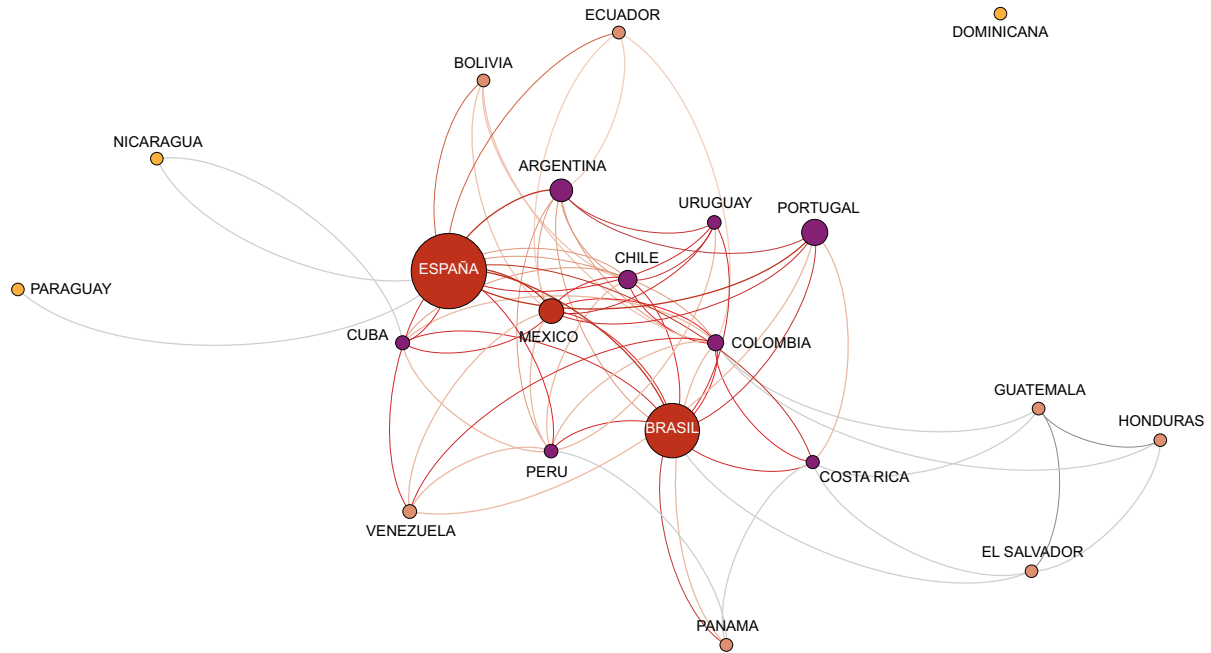 ECUADOR
DOMINICANA
BOLIVIA
NICARAGUA
ARGENTINA
URUGUAY
PORTUGAL
CHILE
ESPAÑA
PARAGUAY
CUBA
MEXICO
COLOMBIA
GUATEMALA
HONDURAS
BRASIL
PERU
COSTA RICA
VENEZUELA
EL SALVADOR
PANAMA